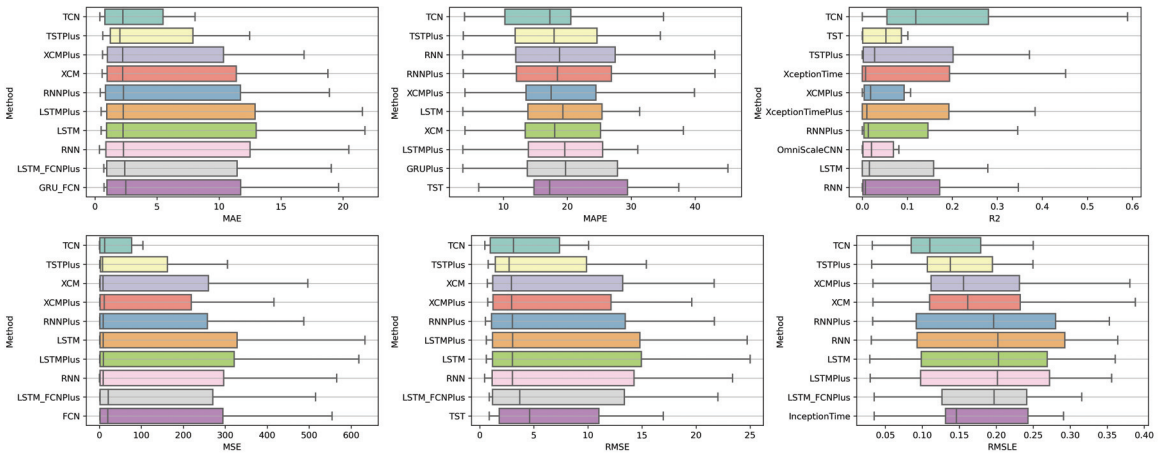 Method
TCN
TSTPlus
XCMPlus
XCM
RNNPlus
LSTMPlus
LSTM
RNN
LSTM_FCNPlus
GRU_FCN
0 5 10 15 20
MAE
Method
TCN
TSTPlus
RNN
RNNPlus
XCMPlus
LSTM
XCM
LSTMPlus
GRUPlus
TST
10 20 30 40
MAPE
Method
TCN
TST
TSTPlus
XceptionTime
XCMPlus
XceptionTimePlus
RNNPlus
OmniScaleCNN
LSTM
RNN
0.0 0.1 0.2 0.3 0.4 0.5 0.6
R2
Method
TCN
TSTPlus
XCM
XCMPlus
RNNPlus
LSTM
LSTMPlus
RNN
LSTM_FCNPlus
FCN
0 100 200 300 400 500 600
MSE
Method
TCN
TSTPlus
XCM
XCMPlus
RNNPlus
LSTMPlus
LSTM
RNN
LSTM_FCNPlus
TST
0 5 10 15 20 25
RMSE
Method
TCN
TSTPlus
XCMPlus
XCM
RNNPlus
RNN
LSTM
LSTMPlus
LSTM_FCNPlus
InceptionTime
0.05 0.10 0.15 0.20 0.25 0.30 0.35 0.40
RMSLE